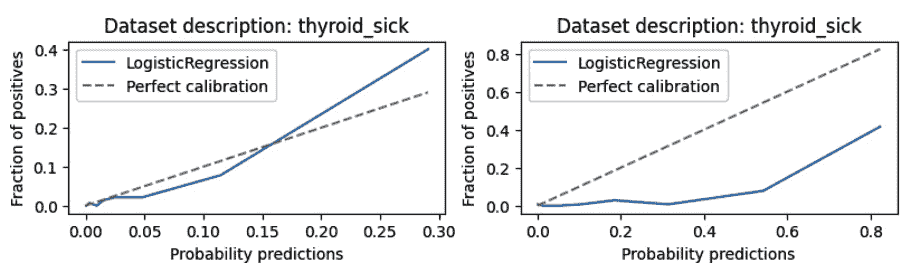 Dataset description: thyroid_sick
0.4
0.3
0.2
0.1
0.0
Fraction of positives
LogisticRegression
Perfect calibration
0.00 0.05 0.10 0.15 0.20 0.25 0.30
Probability predictions
Dataset description: thyroid_sick
0.8
0.6
0.4
0.2
0.0
Fraction of positives
LogisticRegression
Perfect calibration
0.0 0.2 0.4 0.6 0.8
Probability predictions